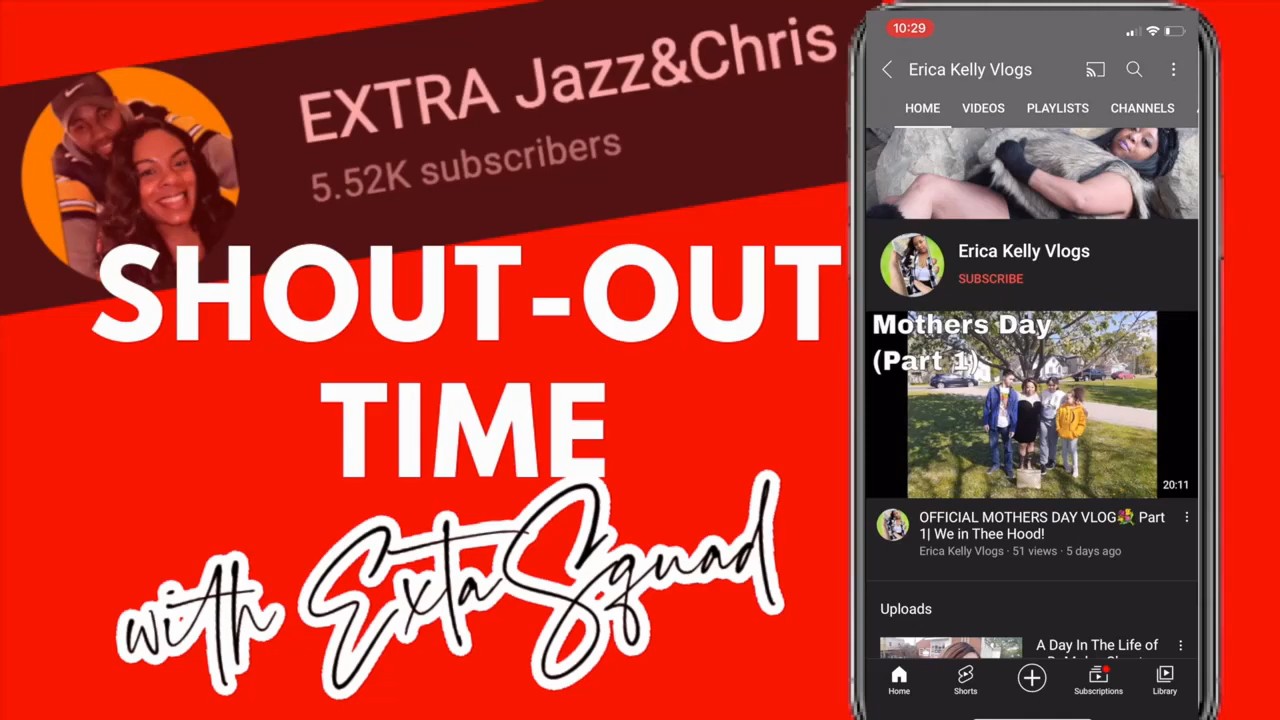 EXTRA Jazz&Chris
5.52K subscribers
SHOUT-OUT
TIME
with ExtaSquad
10:29
Erica Kelly Vlogs
HOME VIDEOS PLAYLISTS CHANNELS
Erica Kelly Vlogs
SUBSCRIBE
Mothers Day
(Part 1)
20:11
OFFICIAL MOTHERS DAY VLOG💐 Part
1| We in Thee Hood!
Erica Kelly Vlogs · 51 views · 5 days ago
Uploads
A Day In The Life of
Home Shorts Subscriptions Library